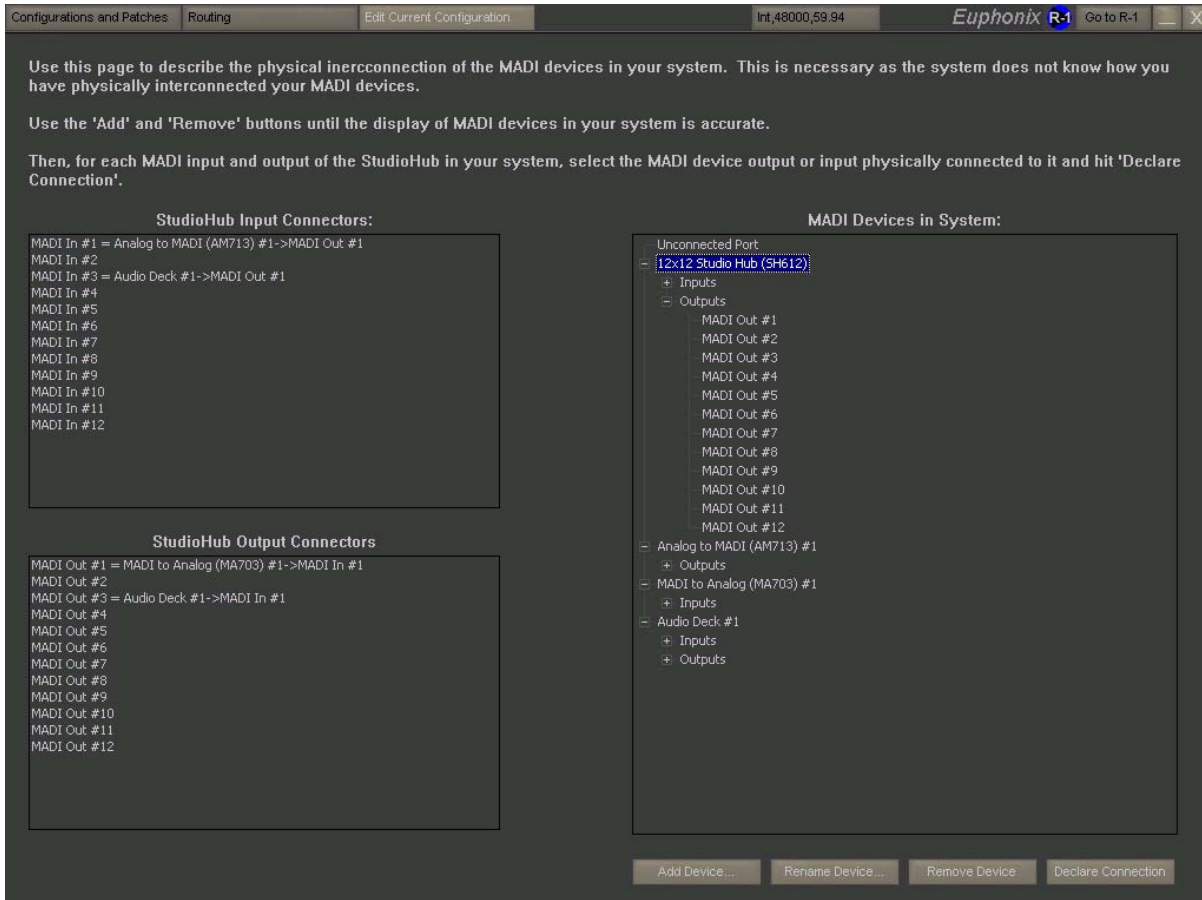 Configurations and Patches Routing Edit Current Configuration Int,48000,59.94 Euphonix R-1 Go to R-1 _ X
Use this page to describe the physical inercconnection of the MADI devices in your system. This is necessary as the system does not know how you
have physically interconnected your MADI devices.
Use the 'Add' and 'Remove' buttons until the display of MADI devices in your system is accurate.
Then, for each MADI input and output of the StudioHub in your system, select the MADI device output or input physically connected to it and hit 'Declare
Connection'.
StudioHub Input Connectors:
MADI In #1 = Analog to MADI (AM713) #1->MADI Out #1
MADI In #2
MADI In #3 = Audio Deck #1->MADI Out #1
MADI In #4
MADI In #5
MADI In #6
MADI In #7
MADI In #8
MADI In #9
MADI In #10
MADI In #11
MADI In #12
StudioHub Output Connectors
MADI Out #1 = MADI to Analog (MA703) #1->MADI In #1
MADI Out #2
MADI Out #3 = Audio Deck #1->MADI In #1
MADI Out #4
MADI Out #5
MADI Out #6
MADI Out #7
MADI Out #8
MADI Out #9
MADI Out #10
MADI Out #11
MADI Out #12
MADI Devices in System:
Unconnected Port
12x12 Studio Hub (SH612)
Inputs
Outputs
MADI Out #1
MADI Out #2
MADI Out #3
MADI Out #4
MADI Out #5
MADI Out #6
MADI Out #7
MADI Out #8
MADI Out #9
MADI Out #10
MADI Out #11
MADI Out #12
Analog to MADI (AM713) #1
Outputs
MADI to Analog (MA703) #1
Inputs
Audio Deck #1
Inputs
Outputs
Add Device... Rename Device... Remove Device Declare Connection